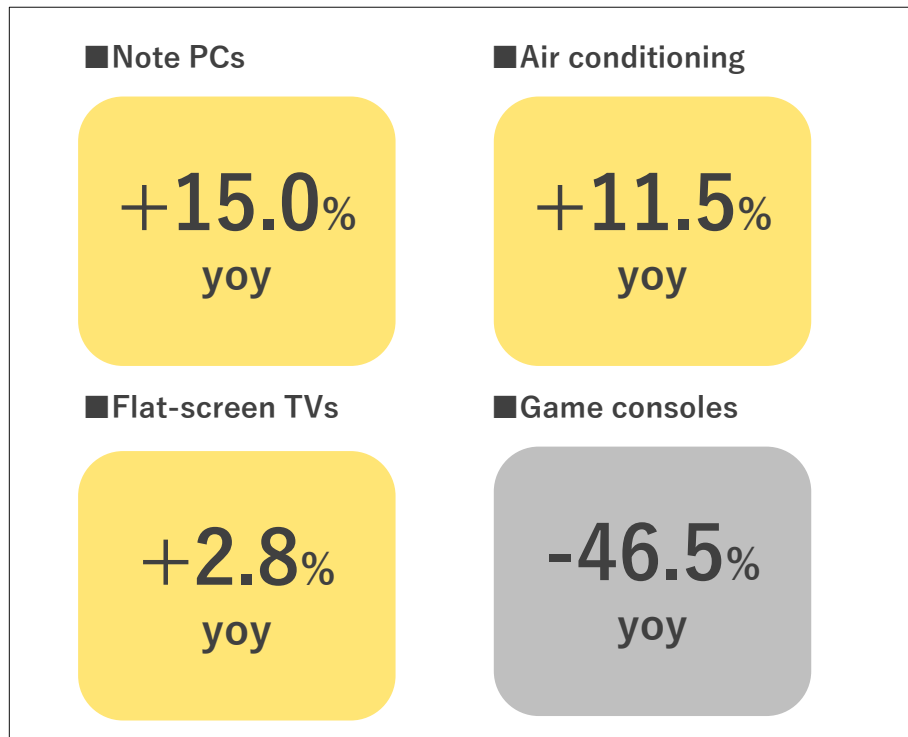 ■Note PCs
+15.0%
yoy
■Air conditioning
+11.5%
yoy
■Flat-screen TVs
+2.8%
yoy
■Game consoles
-46.5%
yoy